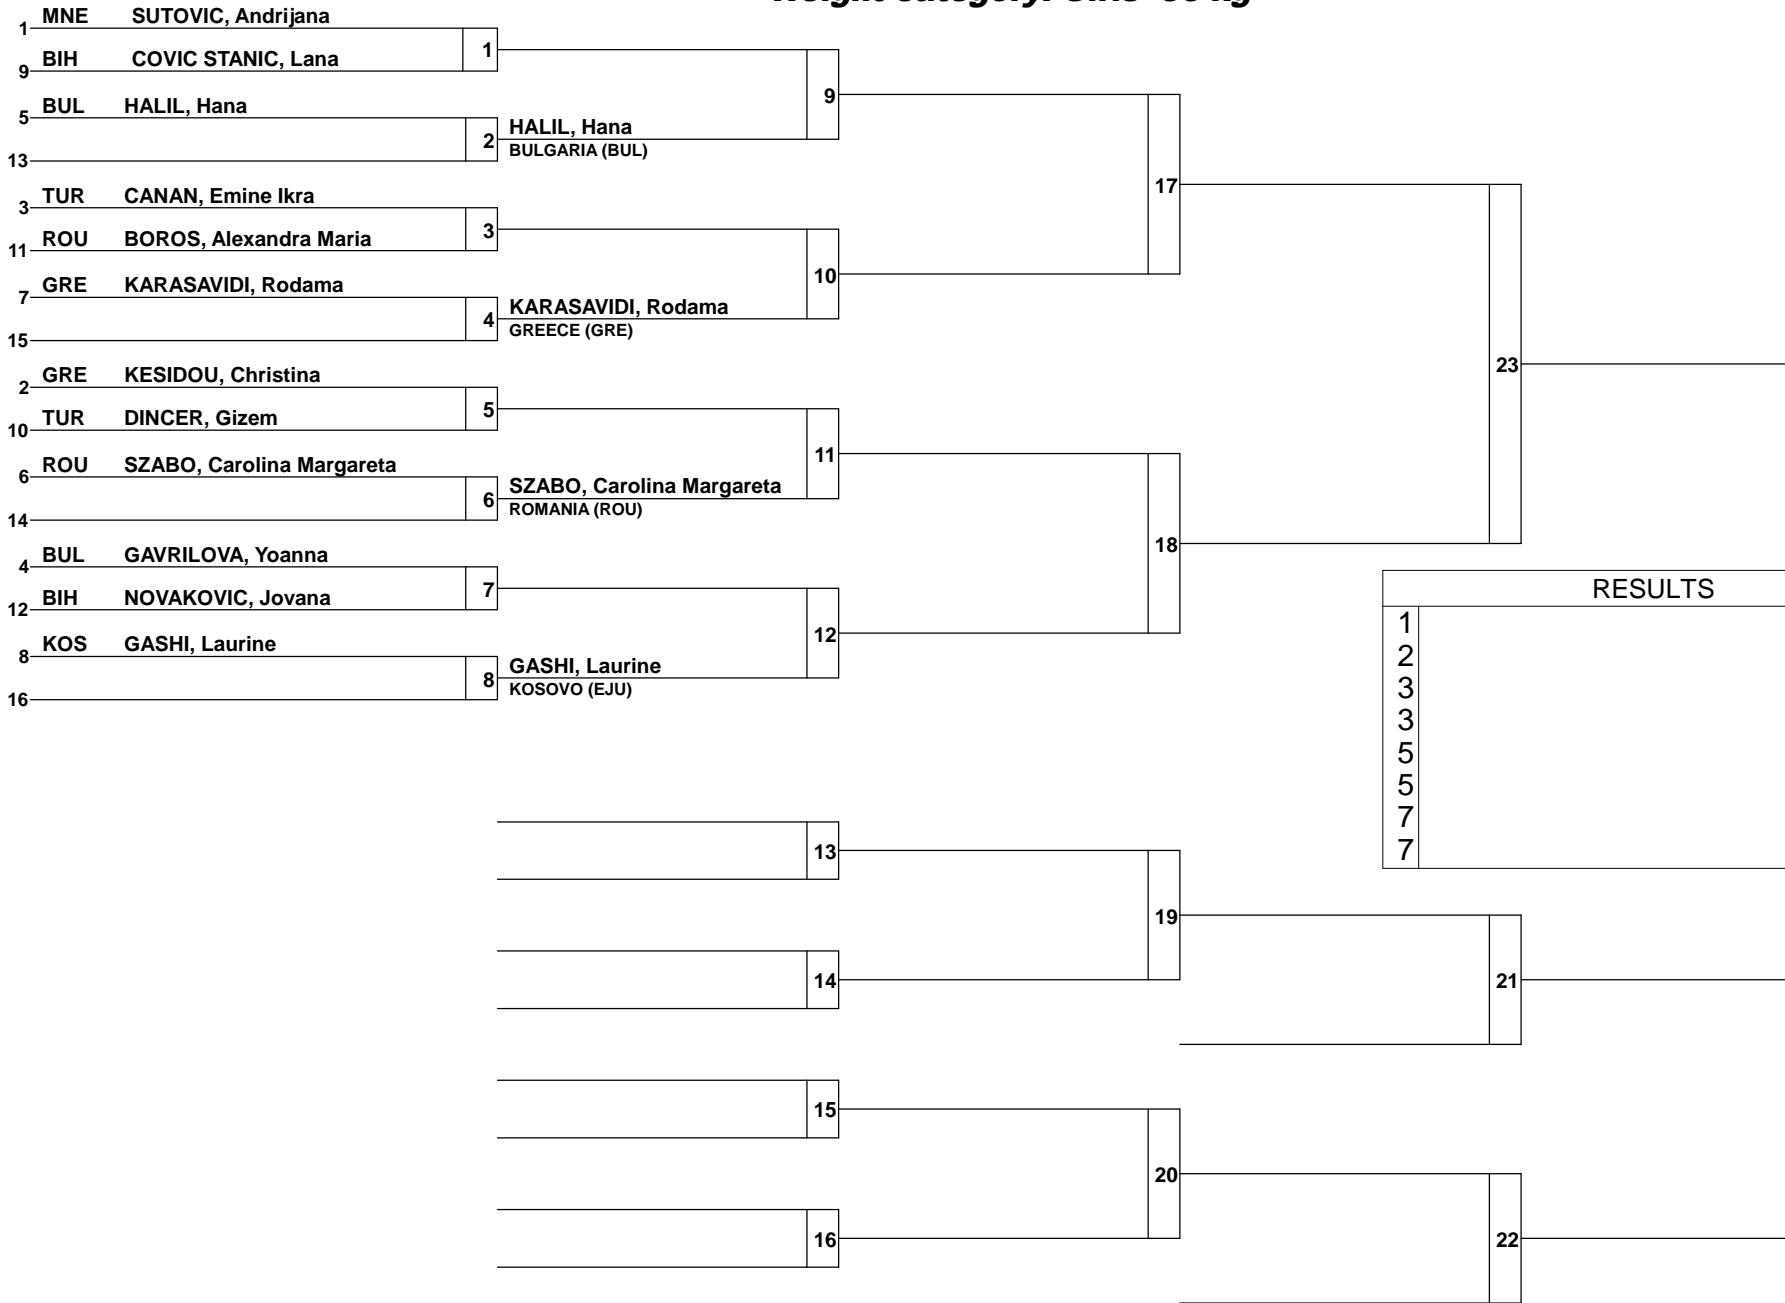 1 MNE SUTOVIC, Andrijana
1
9 BIH COVIC STANIC, Lana
9
5 BUL HALIL, Hana
2 HALIL, Hana
BULGARIA (BUL)
13
17
3 TUR CANAN, Emine Ikra
3
11 ROU BOROS, Alexandra Maria
10
7 GRE KARASAVIDI, Rodama
4 KARASAVIDI, Rodama
GREECE (GRE)
15
23
2 GRE KESIDOU, Christina
5
10 TUR DINCER, Gizem
11
6 ROU SZABO, Carolina Margareta
6 SZABO, Carolina Margareta
ROMANIA (ROU)
14
18
4 BUL GAVRILOVA, Yoanna
7
12 BIH NOVAKOVIC, Jovana
12
8 KOS GASHI, Laurine
8 GASHI, Laurine
KOSOVO (EJU)
16
RESULTS
1
2
3
3
5
5
7
7
13
19
14
21
15
20
16
22